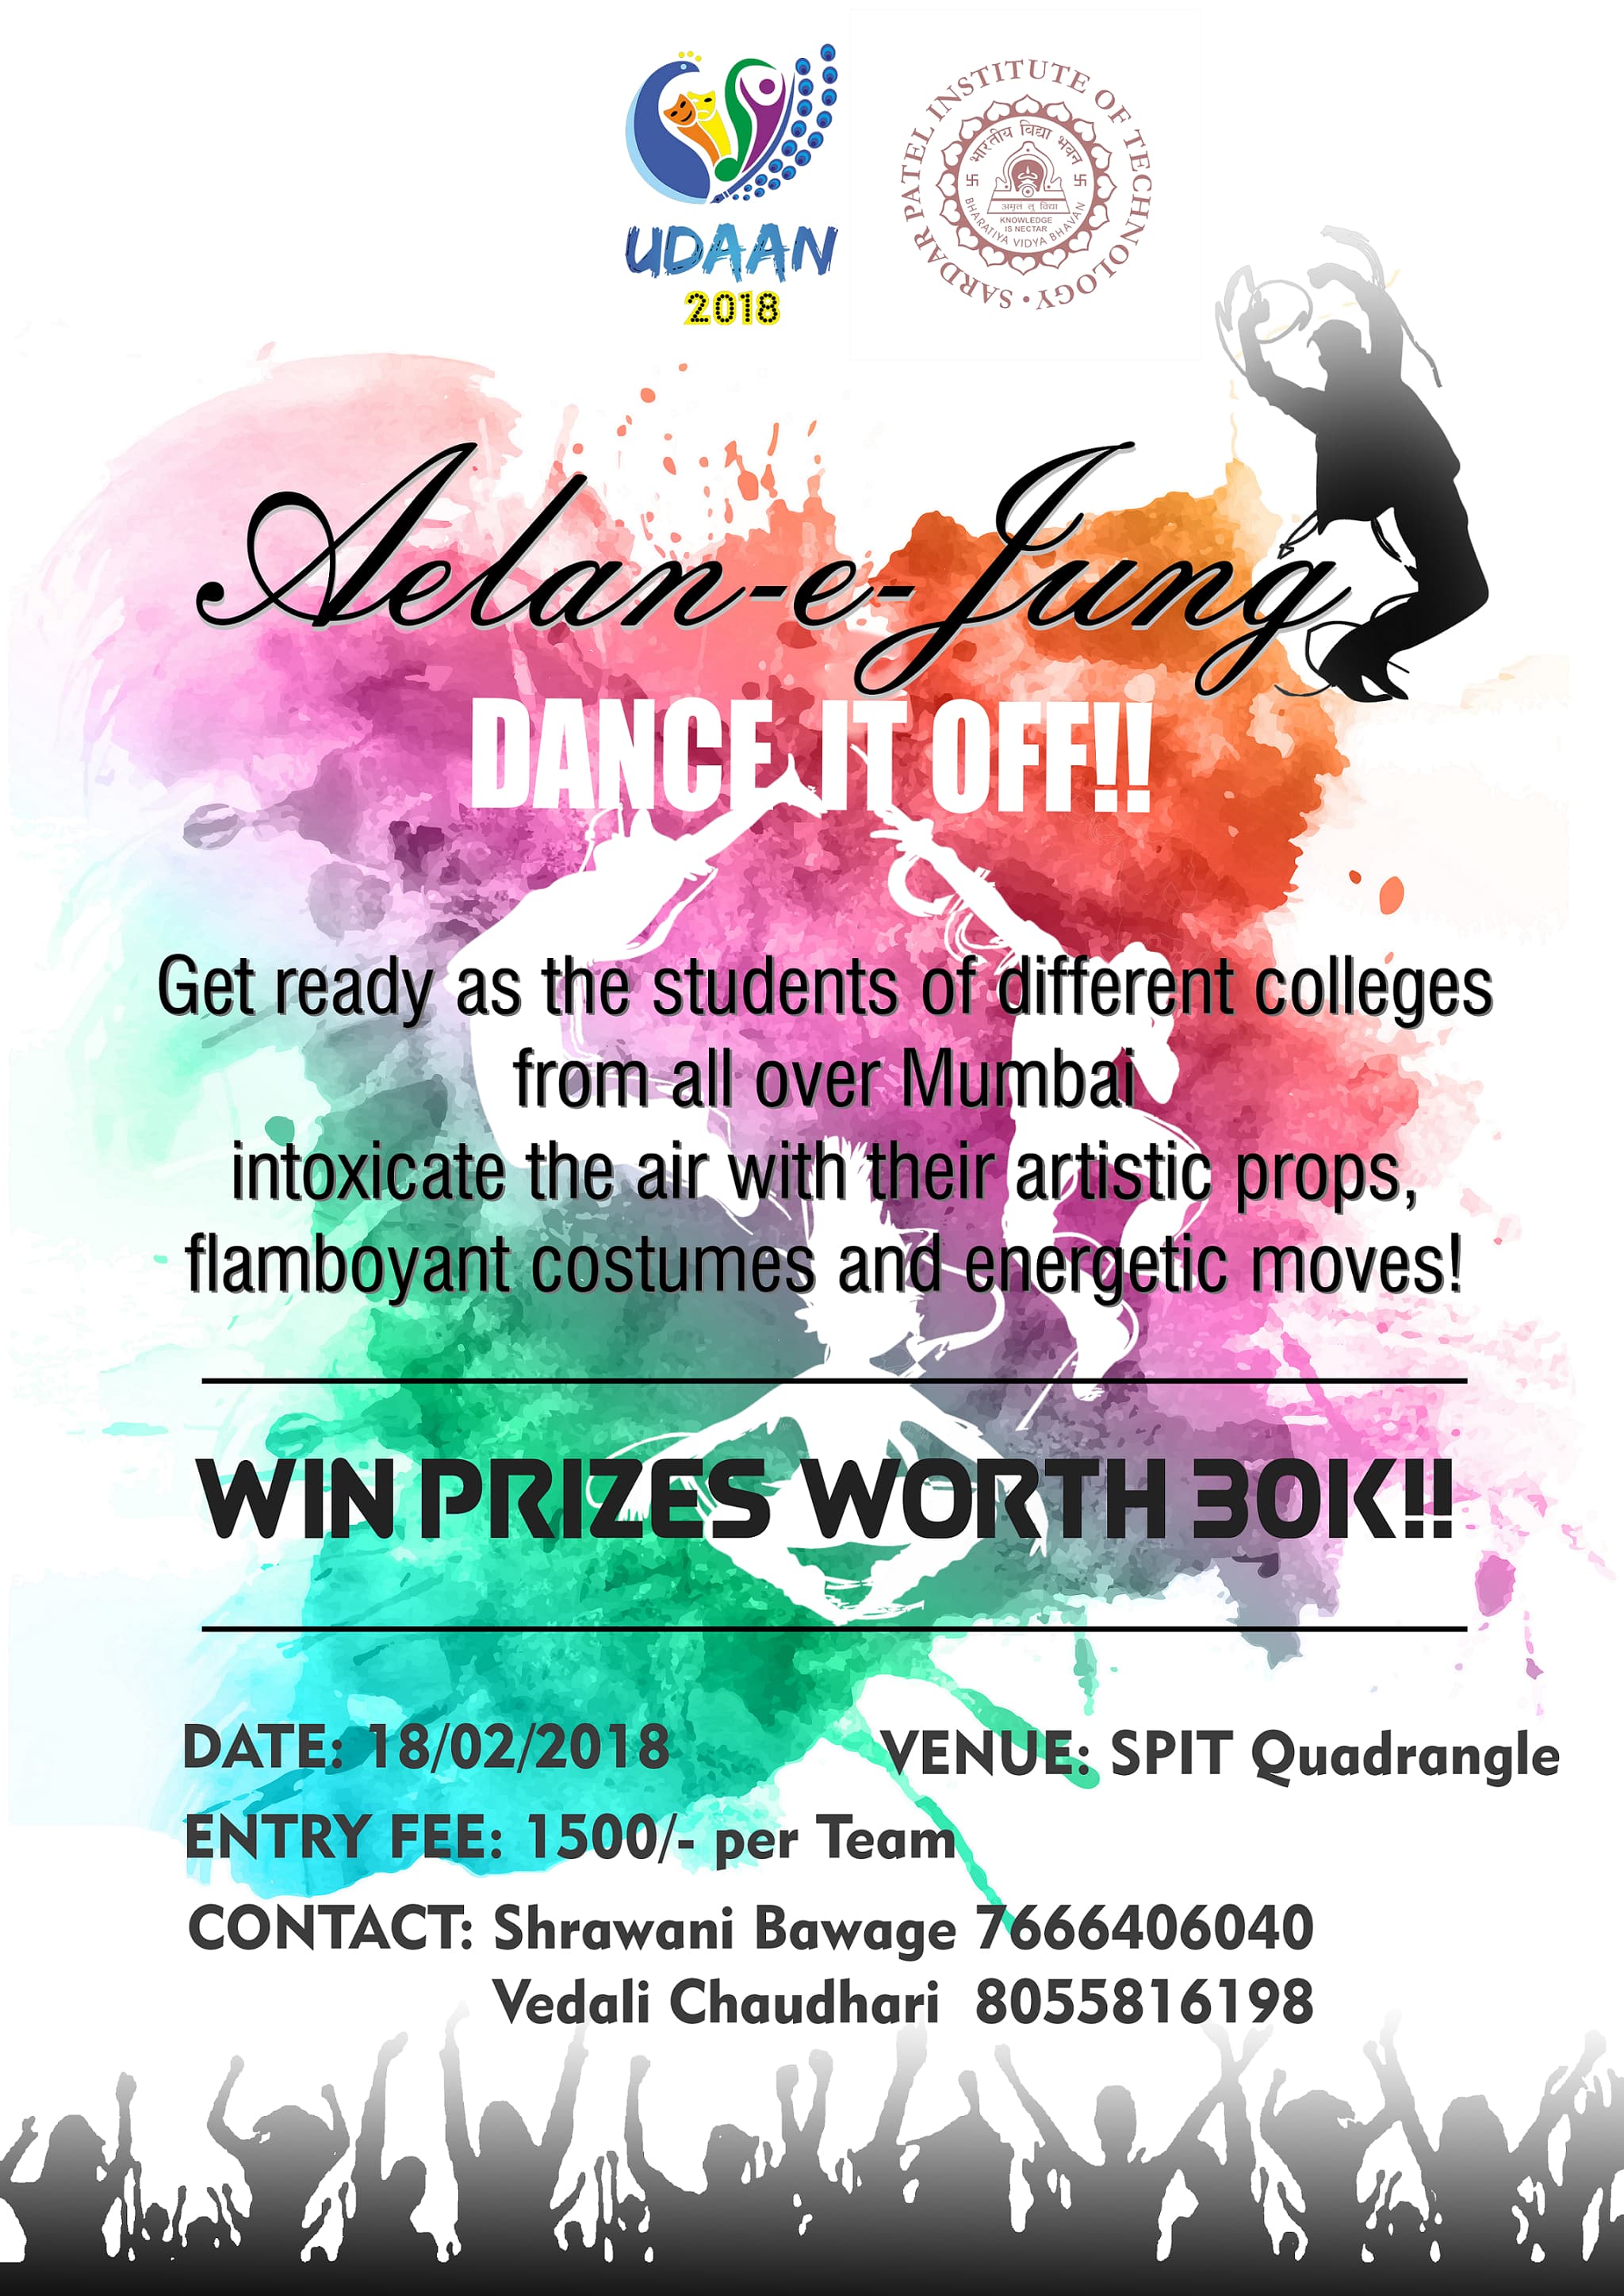 UDAAN
2018
SARDAR PATEL INSTITUTE OF TECHNOLOGY
भारतीय विद्या भवन
अमृतं तु विद्या
KNOWLEDGE
IS NECTAR
BHARATIYA VIDYA BHAVAN
Aelan-e-Jung
DANCE IT OFF!!
Get ready as the students of different colleges
from all over Mumbai
intoxicate the air with their artistic props,
flamboyant costumes and energetic moves!
WIN PRIZES WORTH 30K!!
DATE: 18/02/2018
VENUE: SPIT Quadrangle
ENTRY FEE: 1500/- per Team
CONTACT: Shrawani Bawage 7666406040
Vedali Chaudhari 8055816198